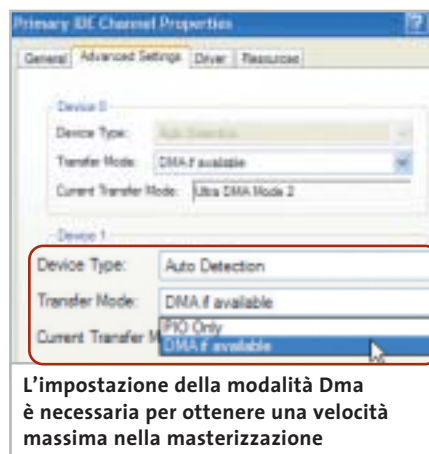 Primary IDE Channel Properties
General Advanced Settings Driver Resources
Device 0
Device Type: Auto Detection
Transfer Mode: DMA if available
Current Transfer Mode: Ultra DMA Mode 2
Device 1
Device Type: Auto Detection
Transfer Mode: DMA if available
Current Transfer M
PIO Only
DMA if available
L'impostazione della modalità Dma
è necessaria per ottenere una velocità
massima nella masterizzazione